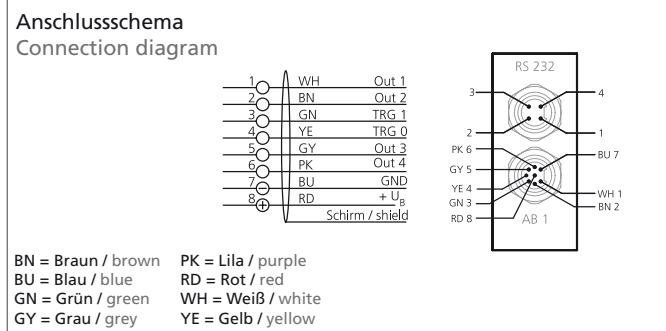 Anschlussschema
Connection diagram
1 WH Out 1
2 BN Out 2
3 GN TRG 1
4 YE TRG 0
5 GY Out 3
6 PK Out 4
7 BU GND
8 RD + UB
Schirm / shield
RS 232
3 4
2 1
PK 6
BU 7
GY 5
YE 4
WH 1
GN 3
BN 2
RD 8
AB 1
BN = Braun / brown PK = Lila / purple
BU = Blau / blue RD = Rot / red
GN = Grün / green WH = Weiß / white
GY = Grau / grey YE = Gelb / yellow